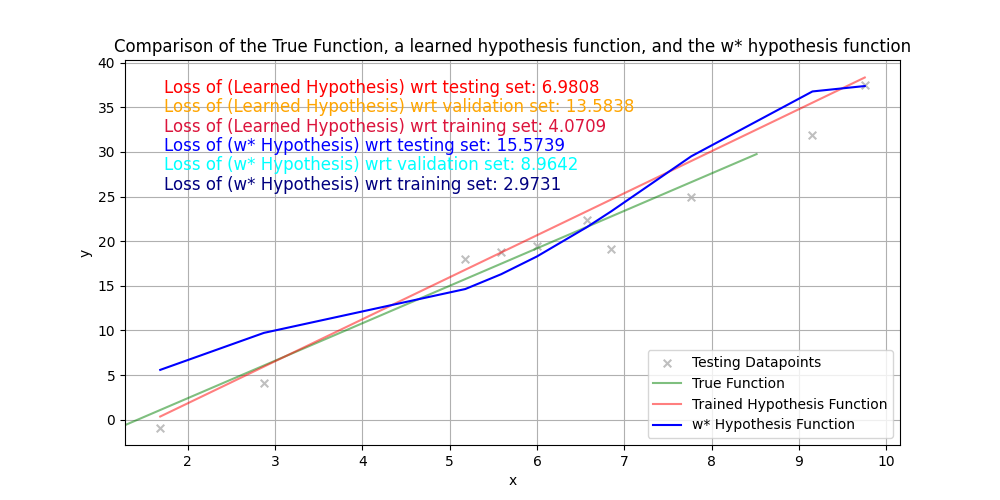 Comparison of the True Function, a learned hypothesis function, and the w* hypothesis function
40
35
30
25
20
15
10
5
0
y
Loss of (Learned Hypothesis) wrt testing set: 6.9808
Loss of (Learned Hypothesis) wrt validation set: 13.5838
Loss of (Learned Hypothesis) wrt training set: 4.0709
Loss of (w* Hypothesis) wrt testing set: 15.5739
Loss of (w* Hypothesis) wrt validation set: 8.9642
Loss of (w* Hypothesis) wrt training set: 2.9731
Testing Datapoints
True Function
Trained Hypothesis Function
w* Hypothesis Function
2 3 4 5 6 7 8 9 10
x